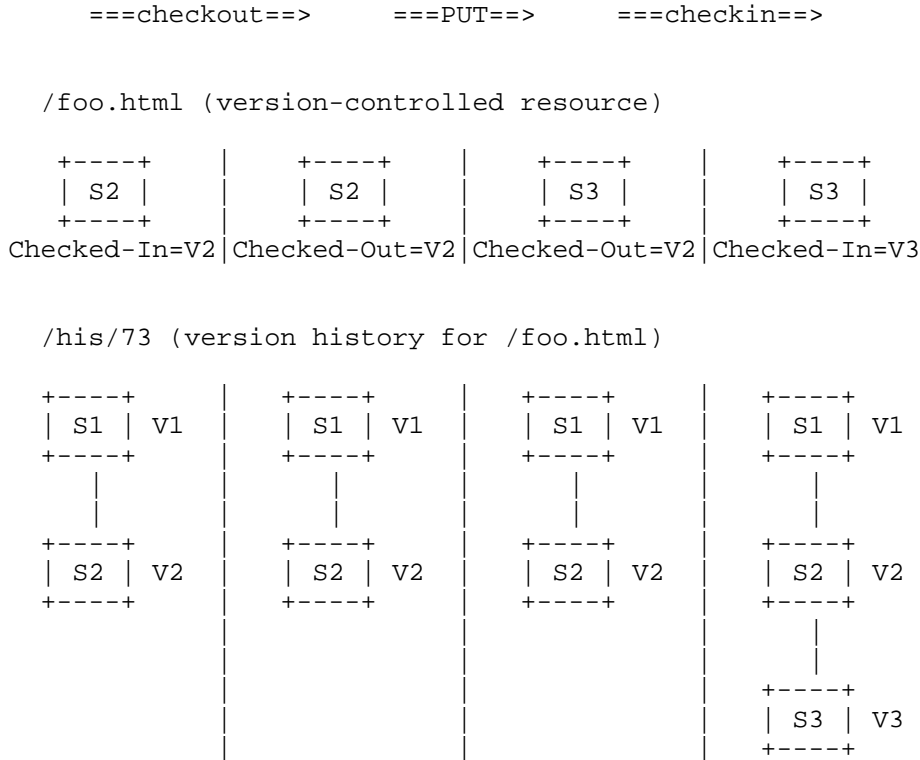 ===checkout==> ===PUT==> ===checkin==>
/foo.html (version-controlled resource)
+----+ | +----+ | +----+ | +----+
| S2 | | | S2 | | | S3 | | | S3 |
+----+ | +----+ | +----+ | +----+
Checked-In=V2|Checked-Out=V2|Checked-Out=V2|Checked-In=V3
/his/73 (version history for /foo.html)
+----+ | +----+ | +----+ | +----+
| S1 | V1 | | S1 | V1 | | S1 | V1 | | S1 | V1
+----+ | +----+ | +----+ | +----+
| | | | | | |
| | | | | | |
+----+ | +----+ | +----+ | +----+
| S2 | V2 | | S2 | V2 | | S2 | V2 | | S2 | V2
+----+ | +----+ | +----+ | +----+
| | | |
| | | |
| | | +----+
| | | | S3 | V3
| | | +----+